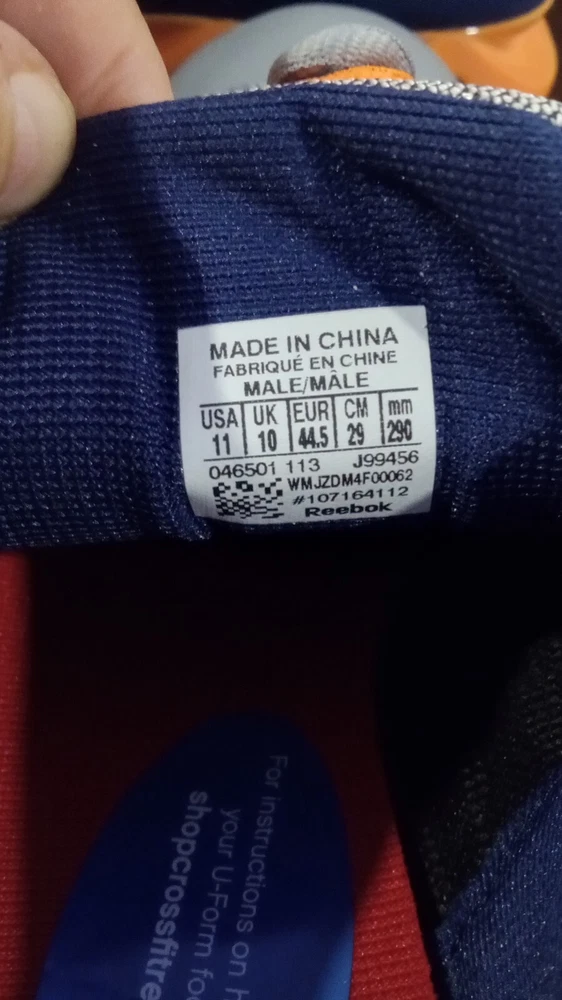 MADE IN CHINA
FABRIQUÉ EN CHINE
MALE/MÂLE
USA UK EUR CM mm
11 10 44.5 29 290
046501 113 J99456
WMJZDM4F00062
#107164112
Reebok
For Instructions on
your U-Form
shopcrossfitre